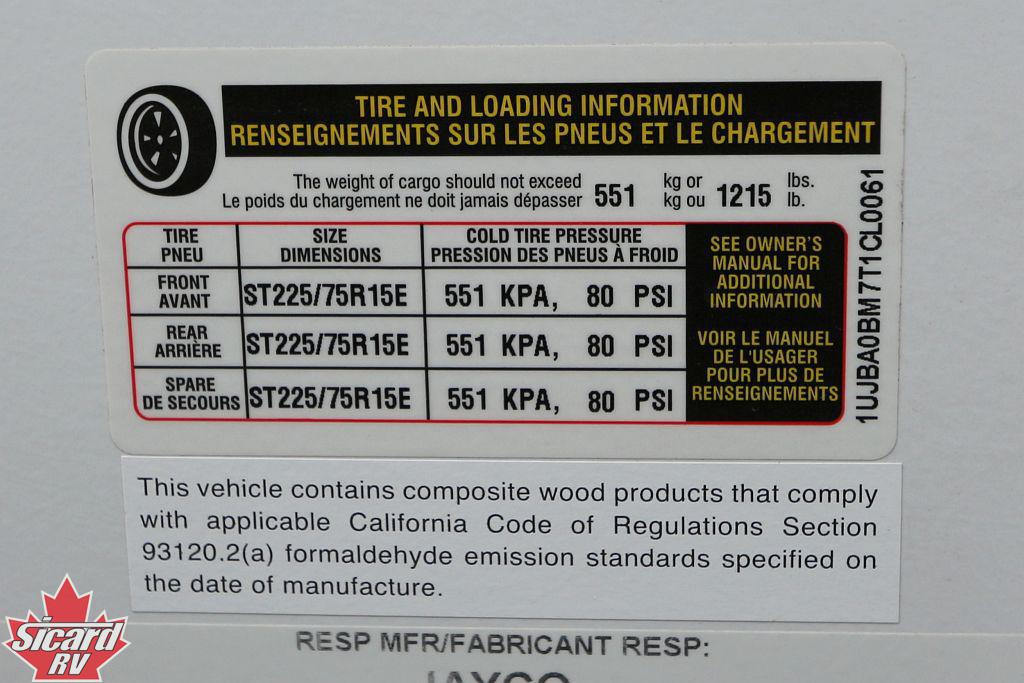 TIRE AND LOADING INFORMATION
RENSEIGNEMENTS SUR LES PNEUS ET LE CHARGEMENT
The weight of cargo should not exceed 551 kg or 1215 lbs.
Le poids du chargement ne doit jamais dépasser kg ou lb.
TIRE SIZE COLD TIRE PRESSURE
PNEU DIMENSIONS PRESSION DES PNEUS À FROID
FRONT
AVANT ST225/75R15E 551 KPA, 80 PSI
REAR
ARRIÈRE ST225/75R15E 551 KPA, 80 PSI
SPARE
DE SECOURS ST225/75R15E 551 KPA, 80 PSI
SEE OWNER'S
MANUAL FOR
ADDITIONAL
INFORMATION
VOIR LE MANUEL
DE L'USAGER
POUR PLUS DE
RENSEIGNEMENTS
1UJBA0BM7T1CL0061
This vehicle contains composite wood products that comply
with applicable California Code of Regulations Section
93120.2(a) formaldehyde emission standards specified on
the date of manufacture.
RESP MFR/FABRICANT RESP:
JAYCO
Sicard
RV